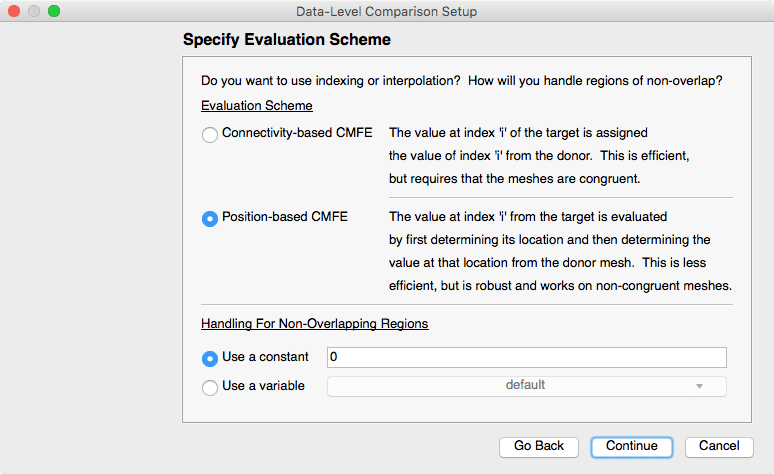 Data-Level Comparison Setup
Specify Evaluation Scheme
Do you want to use indexing or interpolation?  How will you handle regions of non-overlap?
Evaluation Scheme
Connectivity-based CMFE
The value at index 'i' of the target is assigned
the value of index 'i' from the donor.  This is efficient,
but requires that the meshes are congruent.
Position-based CMFE
The value at index 'i' from the target is evaluated
by first determining its location and then determining the
value at that location from the donor mesh.  This is less
efficient, but is robust and works on non-congruent meshes.
Handling For Non-Overlapping Regions
Use a constant
0
Use a variable
default
Go Back
Continue
Cancel